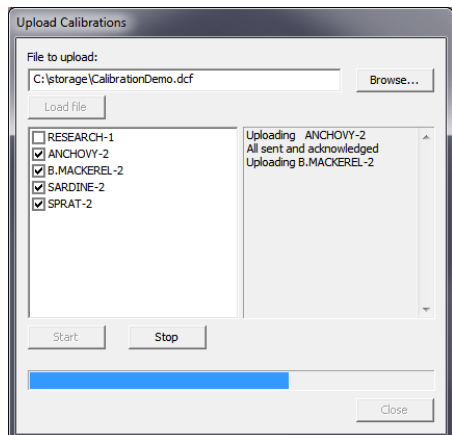 Upload Calibrations
File to upload:
C:\storage\CalibrationDemo.dcf
Browse...
Load file
RESEARCH-1
ANCHOVY-2
B.MACKEREL-2
SARDINE-2
SPRAT-2
Uploading ANCHOVY-2
All sent and acknowledged
Uploading B.MACKEREL-2
Start
Stop
Close